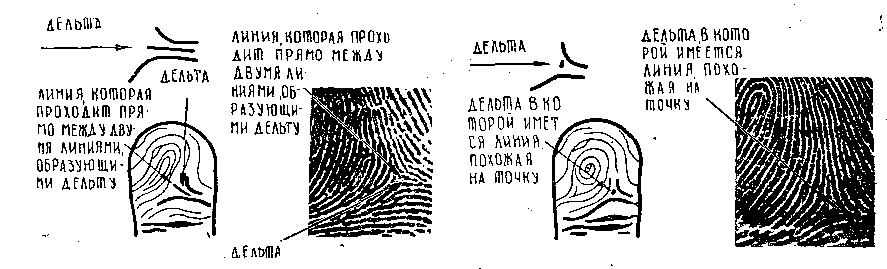 ДЕЛЬТА
ДЕЛЬТА
ЛИНИЯ, КОТОРАЯ
ПРОХОДИТ ПРЯ-
МО МЕЖДУ ДВУ-
МЯ ЛИНИЯМИ,
ОБРАЗУЮЩИ-
МИ ДЕЛЬТУ
ЛИНИЯ, КОТОРАЯ ПРОХО
ДИТ ПРЯМО МЕЖДУ
ДВУМЯ ЛИ-
НИЯМИ, ОБ-
РАЗУЮЩИ-
МИ ДЕЛЬТУ
ДЕЛЬТА
ДЕЛЬТА
ДЕЛЬТА В КО
ТОРОЙ ИМЕТ
СЯ ЛИНИЯ,
ПОХОЖАЯ
НА ТОЧКУ
ДЕЛЬТА, В КОТО
РОЙ ИМЕЕТСЯ
ЛИНИЯ, ПОХО-
ЖАЯ НА
ТОЧКУ